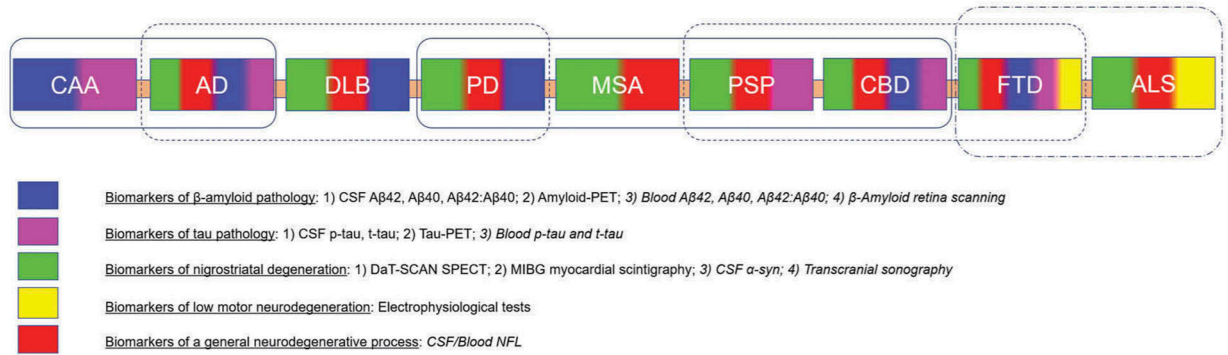 CAA AD DLB PD MSA PSP CBD FTD ALS
Biomarkers of β-amyloid pathology: 1) CSF Aβ42, Aβ40, Aβ42:Aβ40; 2) Amyloid-PET; 3) Blood Aβ42, Aβ40, Aβ42:Aβ40; 4) β-Amyloid retina scanning
Biomarkers of tau pathology: 1) CSF p-tau, t-tau; 2) Tau-PET; 3) Blood p-tau and t-tau
Biomarkers of nigrostriatal degeneration: 1) DaT-SCAN SPECT; 2) MIBG myocardial scintigraphy; 3) CSF α-syn; 4) Transcranial sonography
Biomarkers of low motor neurodegeneration: Electrophysiological tests
Biomarkers of a general neurodegenerative process: CSF/Blood NFL